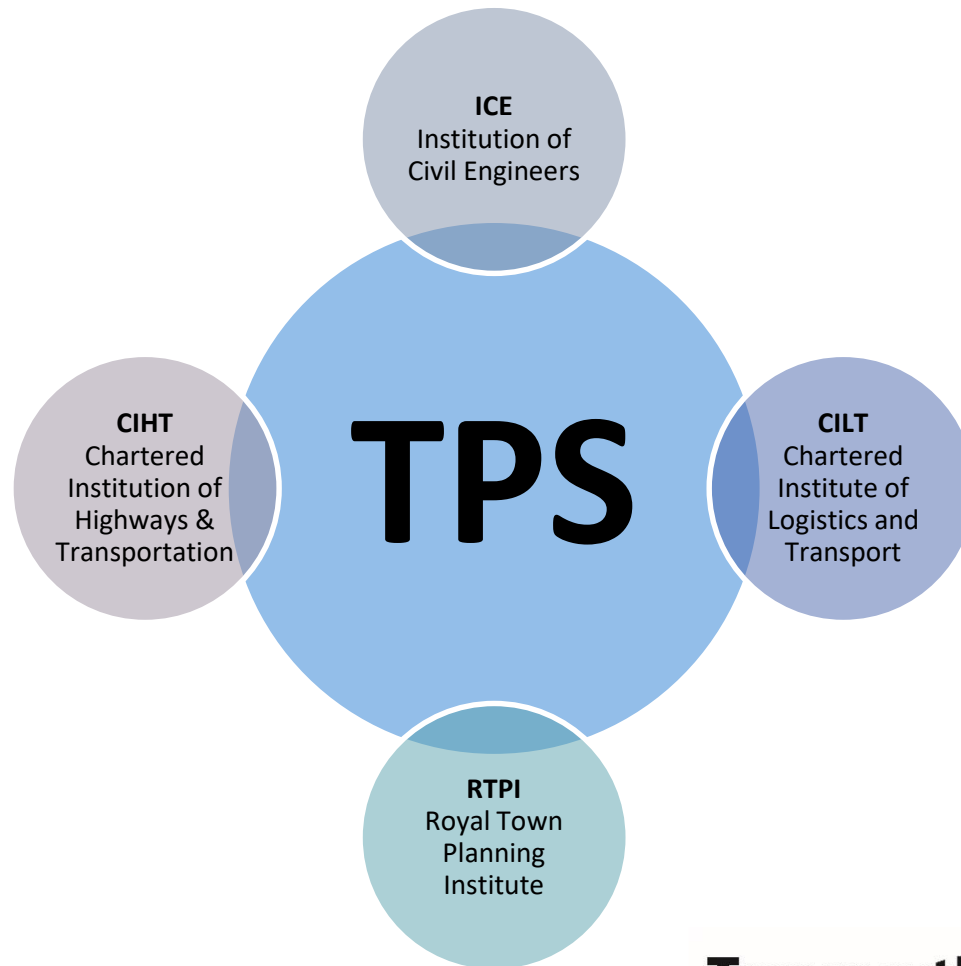 ICE
Institution of
Civil Engineers
CIHT
Chartered
Institution of
Highways &
Transportation
TPS
CILT
Chartered
Institute of
Logistics and
Transport
RTPI
Royal Town
Planning
Institute